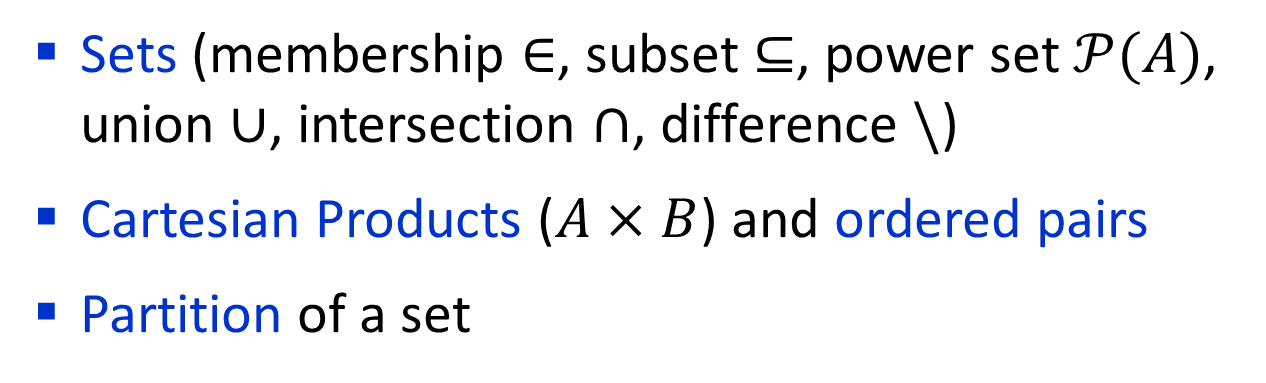 ▪ Sets (membership ∈, subset ⊆, power set 𝒫(𝐴),
union ∪, intersection ∩, difference \)
▪ Cartesian Products (𝐴 × 𝐵) and ordered pairs
▪ Partition of a set